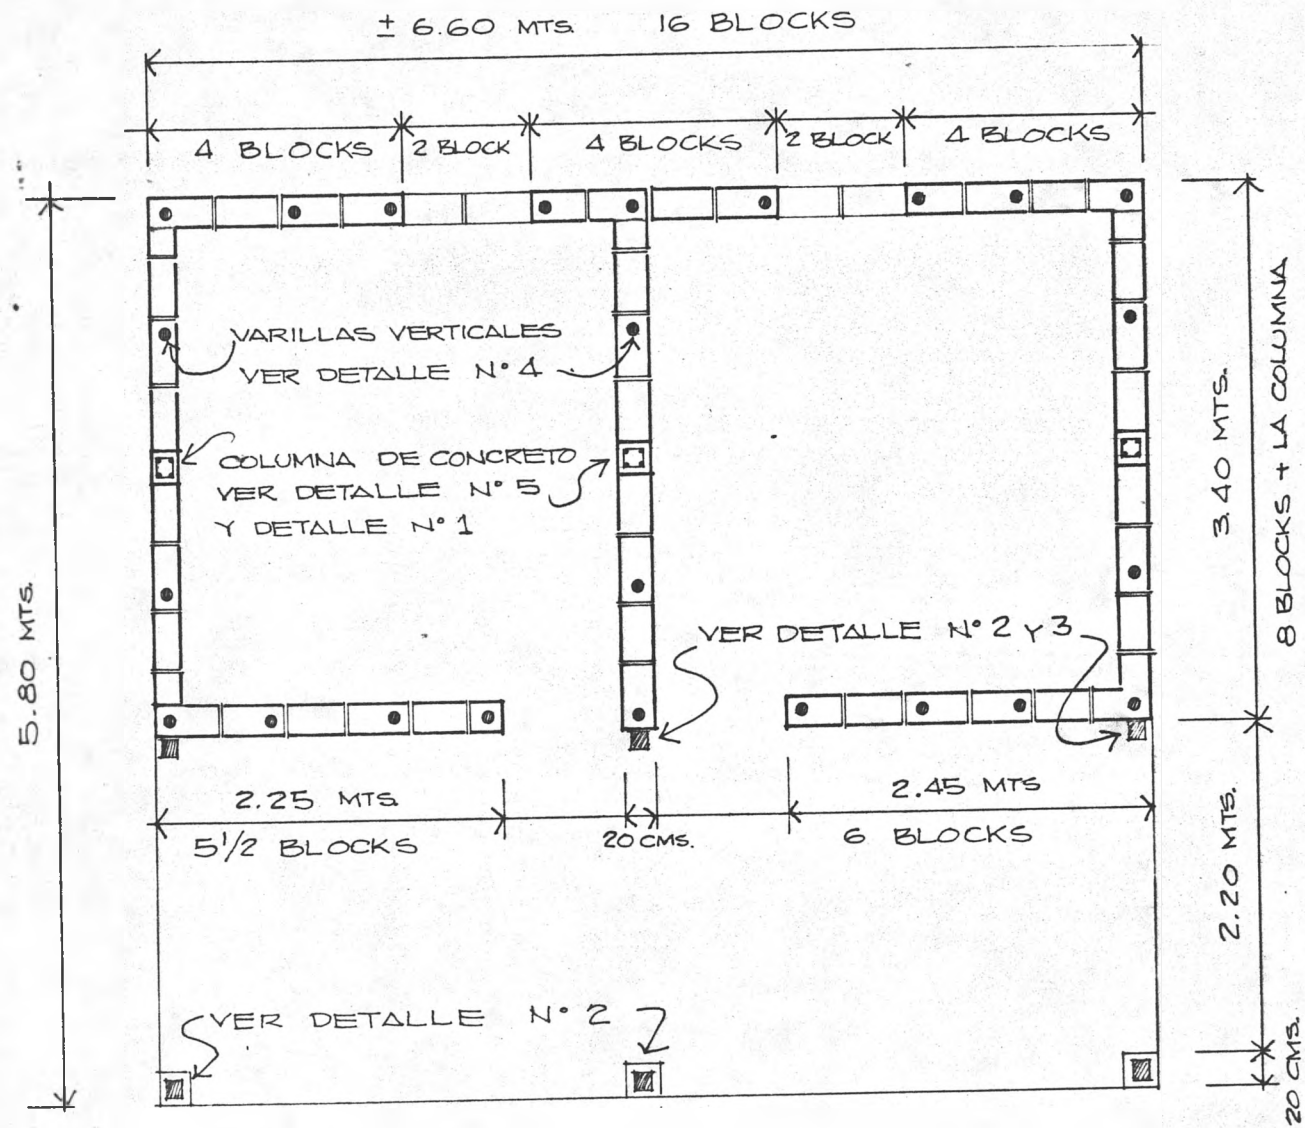 ± 6.60 MTS. 16 BLOCKS
4 BLOCKS 2 BLOCK 4 BLOCKS 2 BLOCK 4 BLOCKS
VARILLAS VERTICALES
VER DETALLE N° 4
COLUMNA DE CONCRETO
VER DETALLE N° 5
Y DETALLE N° 1
3.40 MTS.
8 BLOCKS + LA COLUMNA
5.80 MTS.
VER DETALLE N° 2 Y 3
2.25 MTS
5 1/2 BLOCKS
20 CMS.
2.45 MTS
6 BLOCKS
2.20 MTS.
VER DETALLE N° 2
20 CMS.